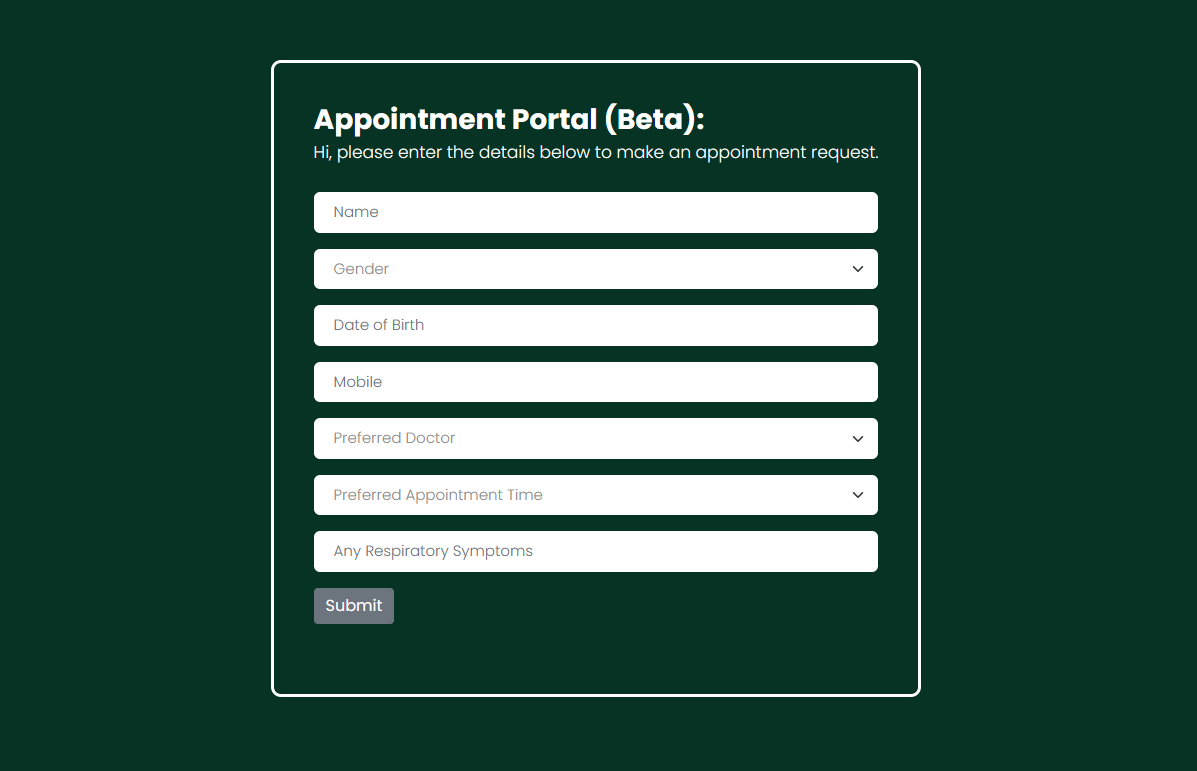 Appointment Portal (Beta):
Hi, please enter the details below to make an appointment request.
Name
Gender
Date of Birth
Mobile
Preferred Doctor
Preferred Appointment Time
Any Respiratory Symptoms
Submit